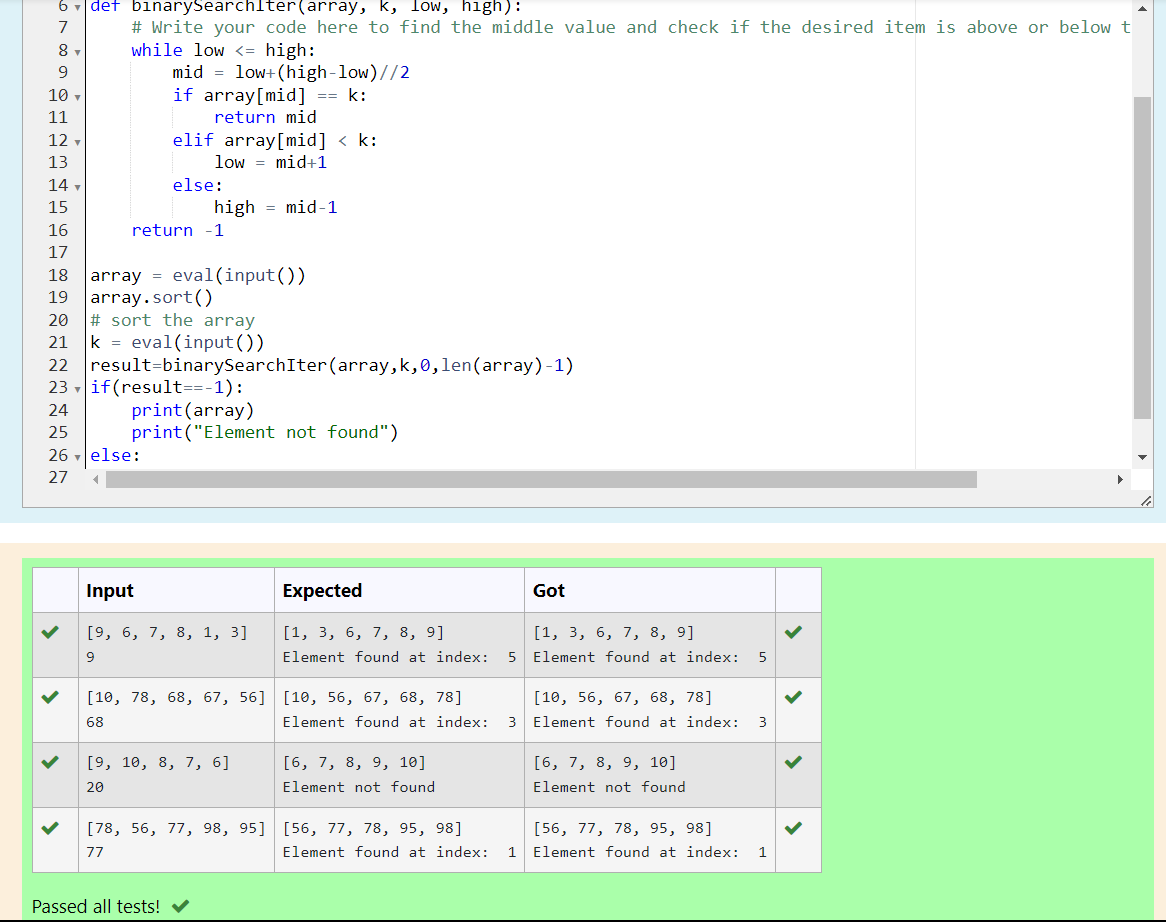 6 def binarySearchIter(array, k, low, high):
7 # Write your code here to find the middle value and check if the desired item is above or below t
8 while low <= high:
9 mid = low+(high-low)//2
10 if array[mid] == k:
11 return mid
12 elif array[mid] < k:
13 low = mid+1
14 else:
15 high = mid-1
16 return -1
17
18 array = eval(input())
19 array.sort()
20 # sort the array
21 k = eval(input())
22 result=binarySearchIter(array,k,0,len(array)-1)
23 if(result==-1):
24 print(array)
25 print("Element not found")
26 else:
27
Input Expected Got
[9, 6, 7, 8, 1, 3] [1, 3, 6, 7, 8, 9] [1, 3, 6, 7, 8, 9]
9 Element found at index:  5 Element found at index:  5
[10, 78, 68, 67, 56] [10, 56, 67, 68, 78] [10, 56, 67, 68, 78]
68 Element found at index:  3 Element found at index:  3
[9, 10, 8, 7, 6] [6, 7, 8, 9, 10] [6, 7, 8, 9, 10]
20 Element not found Element not found
[78, 56, 77, 98, 95] [56, 77, 78, 95, 98] [56, 77, 78, 95, 98]
77 Element found at index:  1 Element found at index:  1
Passed all tests!